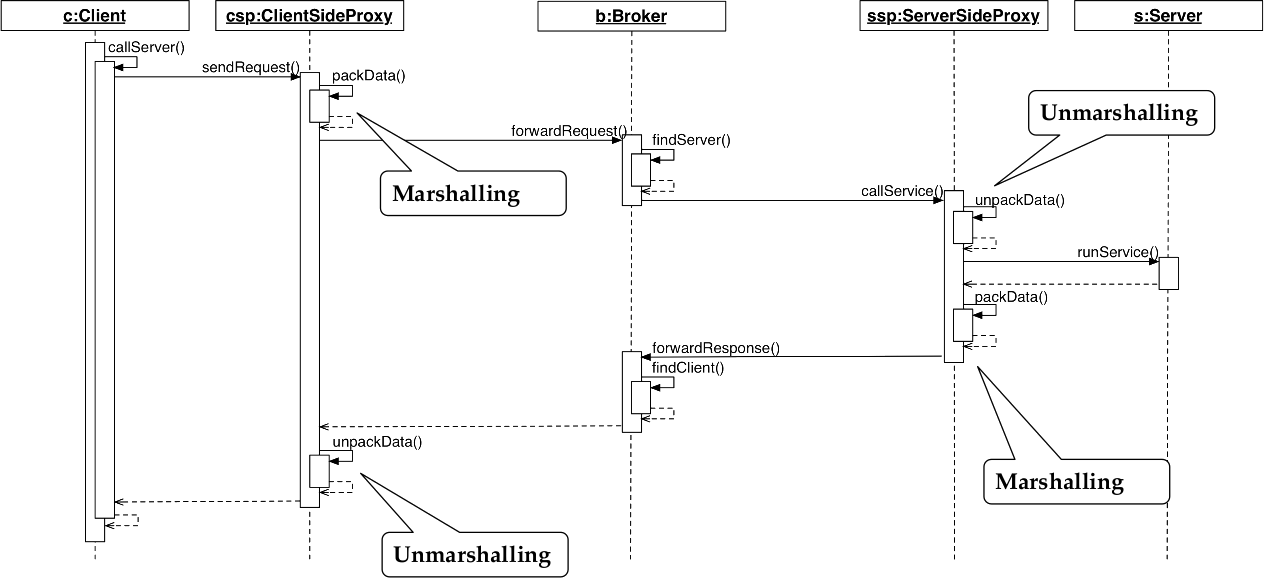 c:Client
csp:ClientSideProxy
b:Broker
ssp:ServerSideProxy
s:Server
callServer()
sendRequest()
packData()
Marshalling
forwardRequest()
findServer()
callService()
Unmarshalling
unpackData()
runService()
packData()
forwardResponse()
findClient()
Marshalling
unpackData()
Unmarshalling